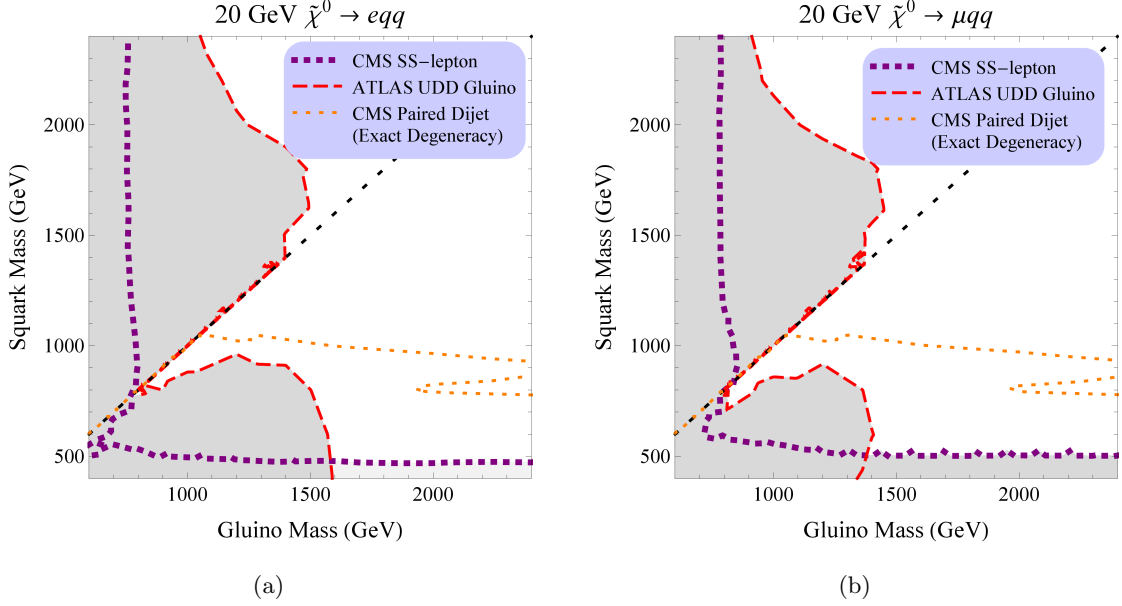 20 GeV χ̃⁰ → eqq
CMS SS−lepton
ATLAS UDD Gluino
CMS Paired Dijet
(Exact Degeneracy)
2000
1500
1000
500
Squark Mass (GeV)
1000
1500
2000
Gluino Mass (GeV)
(a)
20 GeV χ̃⁰ → μqq
CMS SS−lepton
ATLAS UDD Gluino
CMS Paired Dijet
(Exact Degeneracy)
2000
1500
1000
500
Squark Mass (GeV)
1000
1500
2000
Gluino Mass (GeV)
(b)